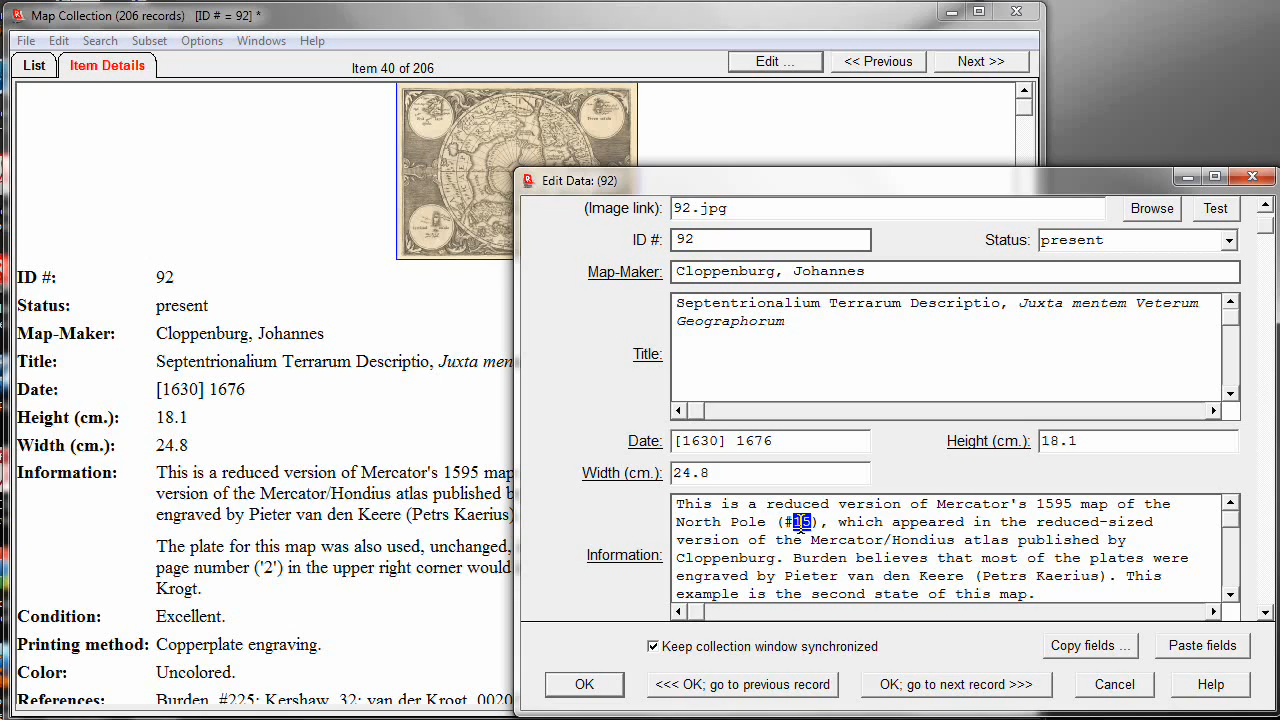 Map Collection (206 records) [ID # = 92] *
File Edit Search Subset Options Windows Help
List Item Details Item 40 of 206 Edit ... << Previous Next >>
ID #: 92
Status: present
Map-Maker: Cloppenburg, Johannes
Title: Septentrionalium Terrarum Descriptio, Juxta men
Date: [1630] 1676
Height (cm.): 18.1
Width (cm.): 24.8
Information: This is a reduced version of Mercator's 1595 map
version of the Mercator/Hondius atlas published b
engraved by Pieter van den Keere (Petrs Kaerius)
The plate for this map was also used, unchanged,
page number ('2') in the upper right corner would
Krogt.
Condition: Excellent.
Printing method: Copperplate engraving.
Color: Uncolored.
References: Burden, #225; Kershaw, 32; van der Krogt, 0020
Edit Data: (92)
(Image link): 92.jpg Browse Test
ID #: 92 Status: present
Map-Maker: Cloppenburg, Johannes
Title: Septentrionalium Terrarum Descriptio, Juxta mentem Veterum
Geographorum
Date: [1630] 1676 Height (cm.): 18.1
Width (cm.): 24.8
Information: This is a reduced version of Mercator's 1595 map of the
North Pole (#15), which appeared in the reduced-sized
version of the Mercator/Hondius atlas published by
Cloppenburg. Burden believes that most of the plates were
engraved by Pieter van den Keere (Petrs Kaerius). This
example is the second state of this map.
Keep collection window synchronized Copy fields ... Paste fields
OK <<< OK; go to previous record OK; go to next record >>> Cancel Help